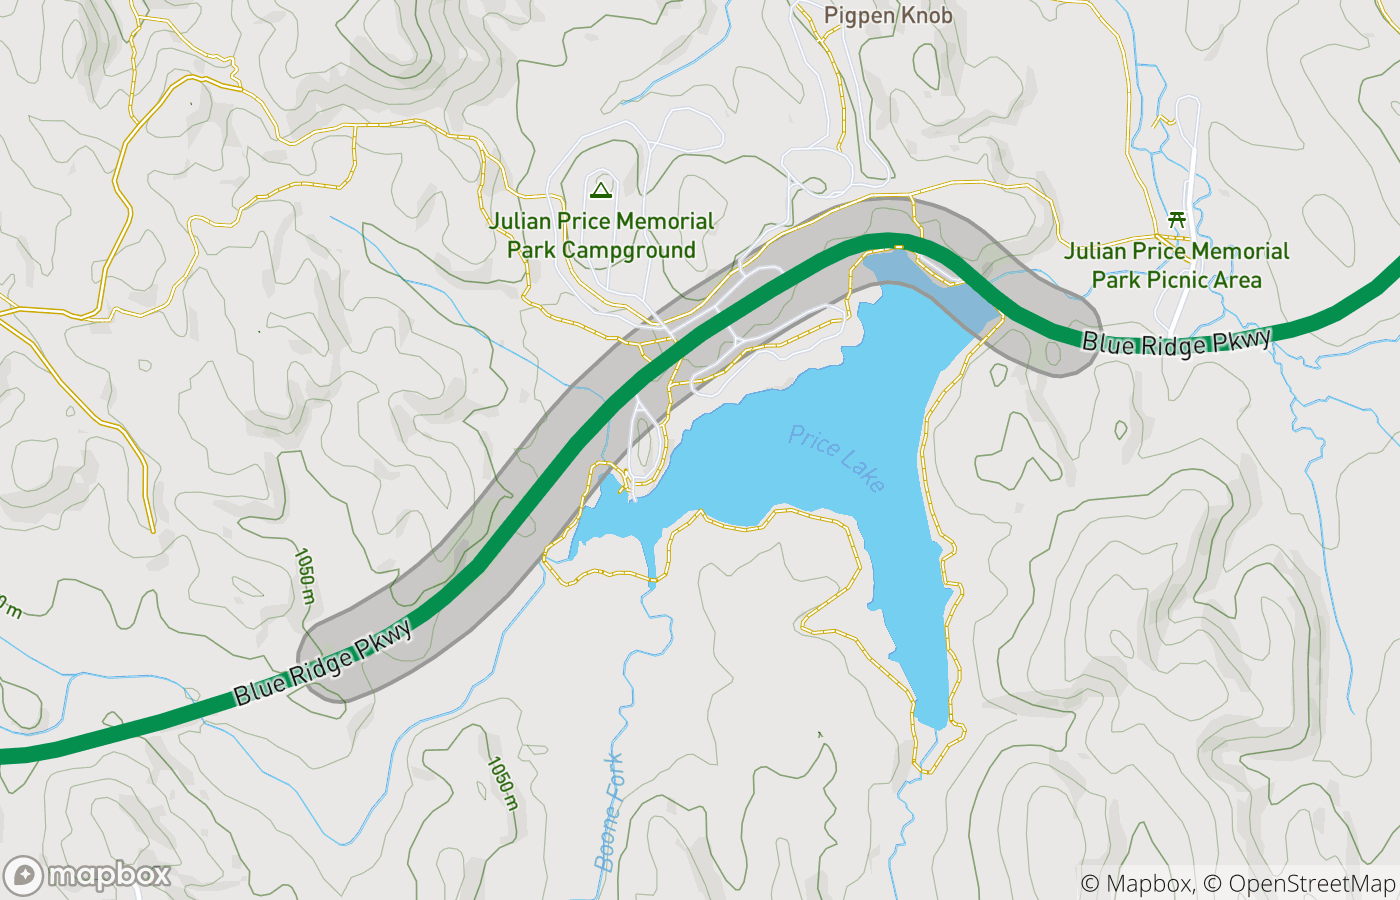 Pigpen Knob
Julian Price Memorial
Park Campground
Julian Price Memorial
Park Picnic Area
Blue Ridge Pkwy
Price Lake
1050 m
Blue Ridge Pkwy
1050 m
Boone Fork
mapbox
© Mapbox, © OpenStreetMap